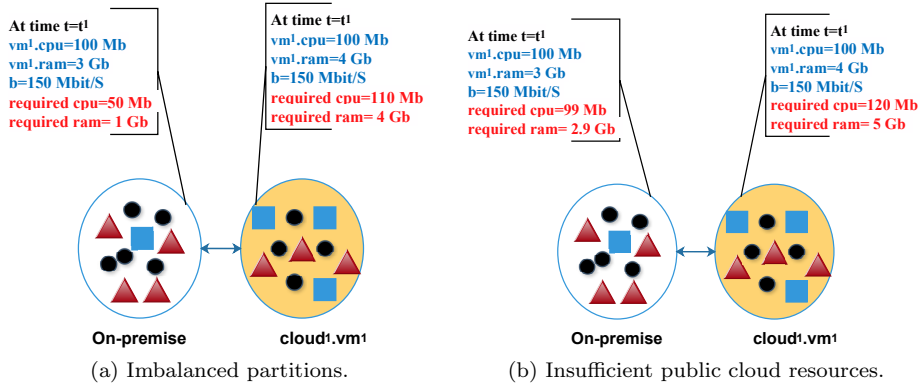 At time t=t¹
vm¹.cpu=100 Mb
vm¹.ram=3 Gb
b=150 Mbit/S
required cpu=50 Mb
required ram= 1 Gb
At time t=t¹
vm¹.cpu=100 Mb
vm¹.ram=4 Gb
b=150 Mbit/S
required cpu=110 Mb
required ram= 4 Gb
On-premise
cloud¹.vm¹
(a) Imbalanced partitions.
At time t=t¹
vm¹.cpu=100 Mb
vm¹.ram=3 Gb
b=150 Mbit/S
required cpu=99 Mb
required ram= 2.9 Gb
At time t=t¹
vm¹.cpu=100 Mb
vm¹.ram=4 Gb
b=150 Mbit/S
required cpu=120 Mb
required ram= 5 Gb
On-premise
cloud¹.vm¹
(b) Insufficient public cloud resources.